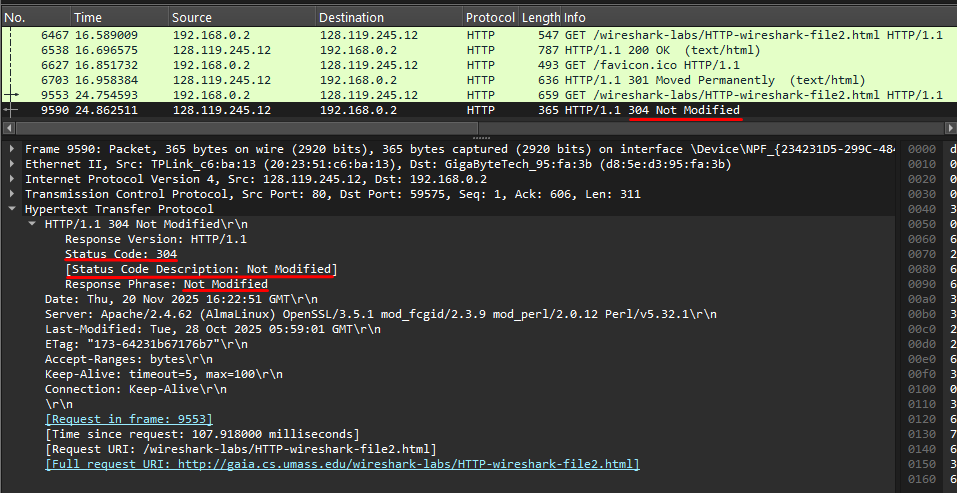 No. Time Source Destination Protocol Length Info
6467 16.589009 192.168.0.2 128.119.245.12 HTTP 547 GET /wireshark-labs/HTTP-wireshark-file2.html HTTP/1.1
6538 16.696575 128.119.245.12 192.168.0.2 HTTP 787 HTTP/1.1 200 OK (text/html)
6627 16.851732 192.168.0.2 128.119.245.12 HTTP 493 GET /favicon.ico HTTP/1.1
6703 16.958384 128.119.245.12 192.168.0.2 HTTP 636 HTTP/1.1 301 Moved Permanently (text/html)
9553 24.754593 192.168.0.2 128.119.245.12 HTTP 659 GET /wireshark-labs/HTTP-wireshark-file2.html HTTP/1.1
9590 24.862511 128.119.245.12 192.168.0.2 HTTP 365 HTTP/1.1 304 Not Modified
Frame 9590: Packet, 365 bytes on wire (2920 bits), 365 bytes captured (2920 bits) on interface \Device\NPF_{234231D5-299C-484 0000 d
Ethernet II, Src: TPLink_c6:ba:13 (20:23:51:c6:ba:13), Dst: GigaByteTech_95:fa:3b (d8:5e:d3:95:fa:3b) 0010 0
Internet Protocol Version 4, Src: 128.119.245.12, Dst: 192.168.0.2 0020 0
Transmission Control Protocol, Src Port: 80, Dst Port: 59575, Seq: 1, Ack: 606, Len: 311 0030 0
Hypertext Transfer Protocol 0040 3
HTTP/1.1 304 Not Modified\r\n 0050 0
Response Version: HTTP/1.1 0060 6
Status Code: 304 0070 2
[Status Code Description: Not Modified] 0080 6
Response Phrase: Not Modified 0090 6
Date: Thu, 20 Nov 2025 16:22:51 GMT\r\n 00a0 3
Server: Apache/2.4.62 (AlmaLinux) OpenSSL/3.5.1 mod_fcgid/2.3.9 mod_perl/2.0.12 Perl/v5.32.1\r\n 00b0 3
Last-Modified: Tue, 28 Oct 2025 05:59:01 GMT\r\n 00c0 2
ETag: "173-64231b67176b7"\r\n 00d0 2
Accept-Ranges: bytes\r\n 00e0 6
Keep-Alive: timeout=5, max=100\r\n 00f0 3
Connection: Keep-Alive\r\n 0100 0
\r\n 0110 3
[Request in frame: 9553] 0120 6
[Time since request: 107.918000 milliseconds] 0130 7
[Request URI: /wireshark-labs/HTTP-wireshark-file2.html] 0140 6
[Full request URI: http://gaia.cs.umass.edu/wireshark-labs/HTTP-wireshark-file2.html] 0150 3
0160 6